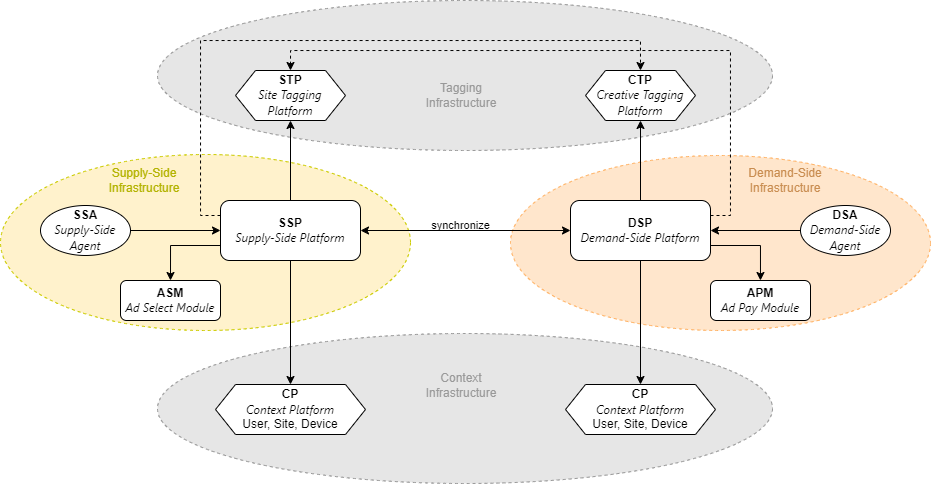 STP
Site Tagging
Platform
Tagging
Infrastructure
CTP
Creative Tagging
Platform
Supply-Side
Infrastructure
Demand-Side
Infrastructure
SSA
Supply-Side
Agent
SSP
Supply-Side Platform
synchronize
DSP
Demand-Side Platform
DSA
Demand-Side
Agent
ASM
Ad Select Module
APM
Ad Pay Module
Context
Infrastructure
CP
Context Platform
User, Site, Device
CP
Context Platform
User, Site, Device